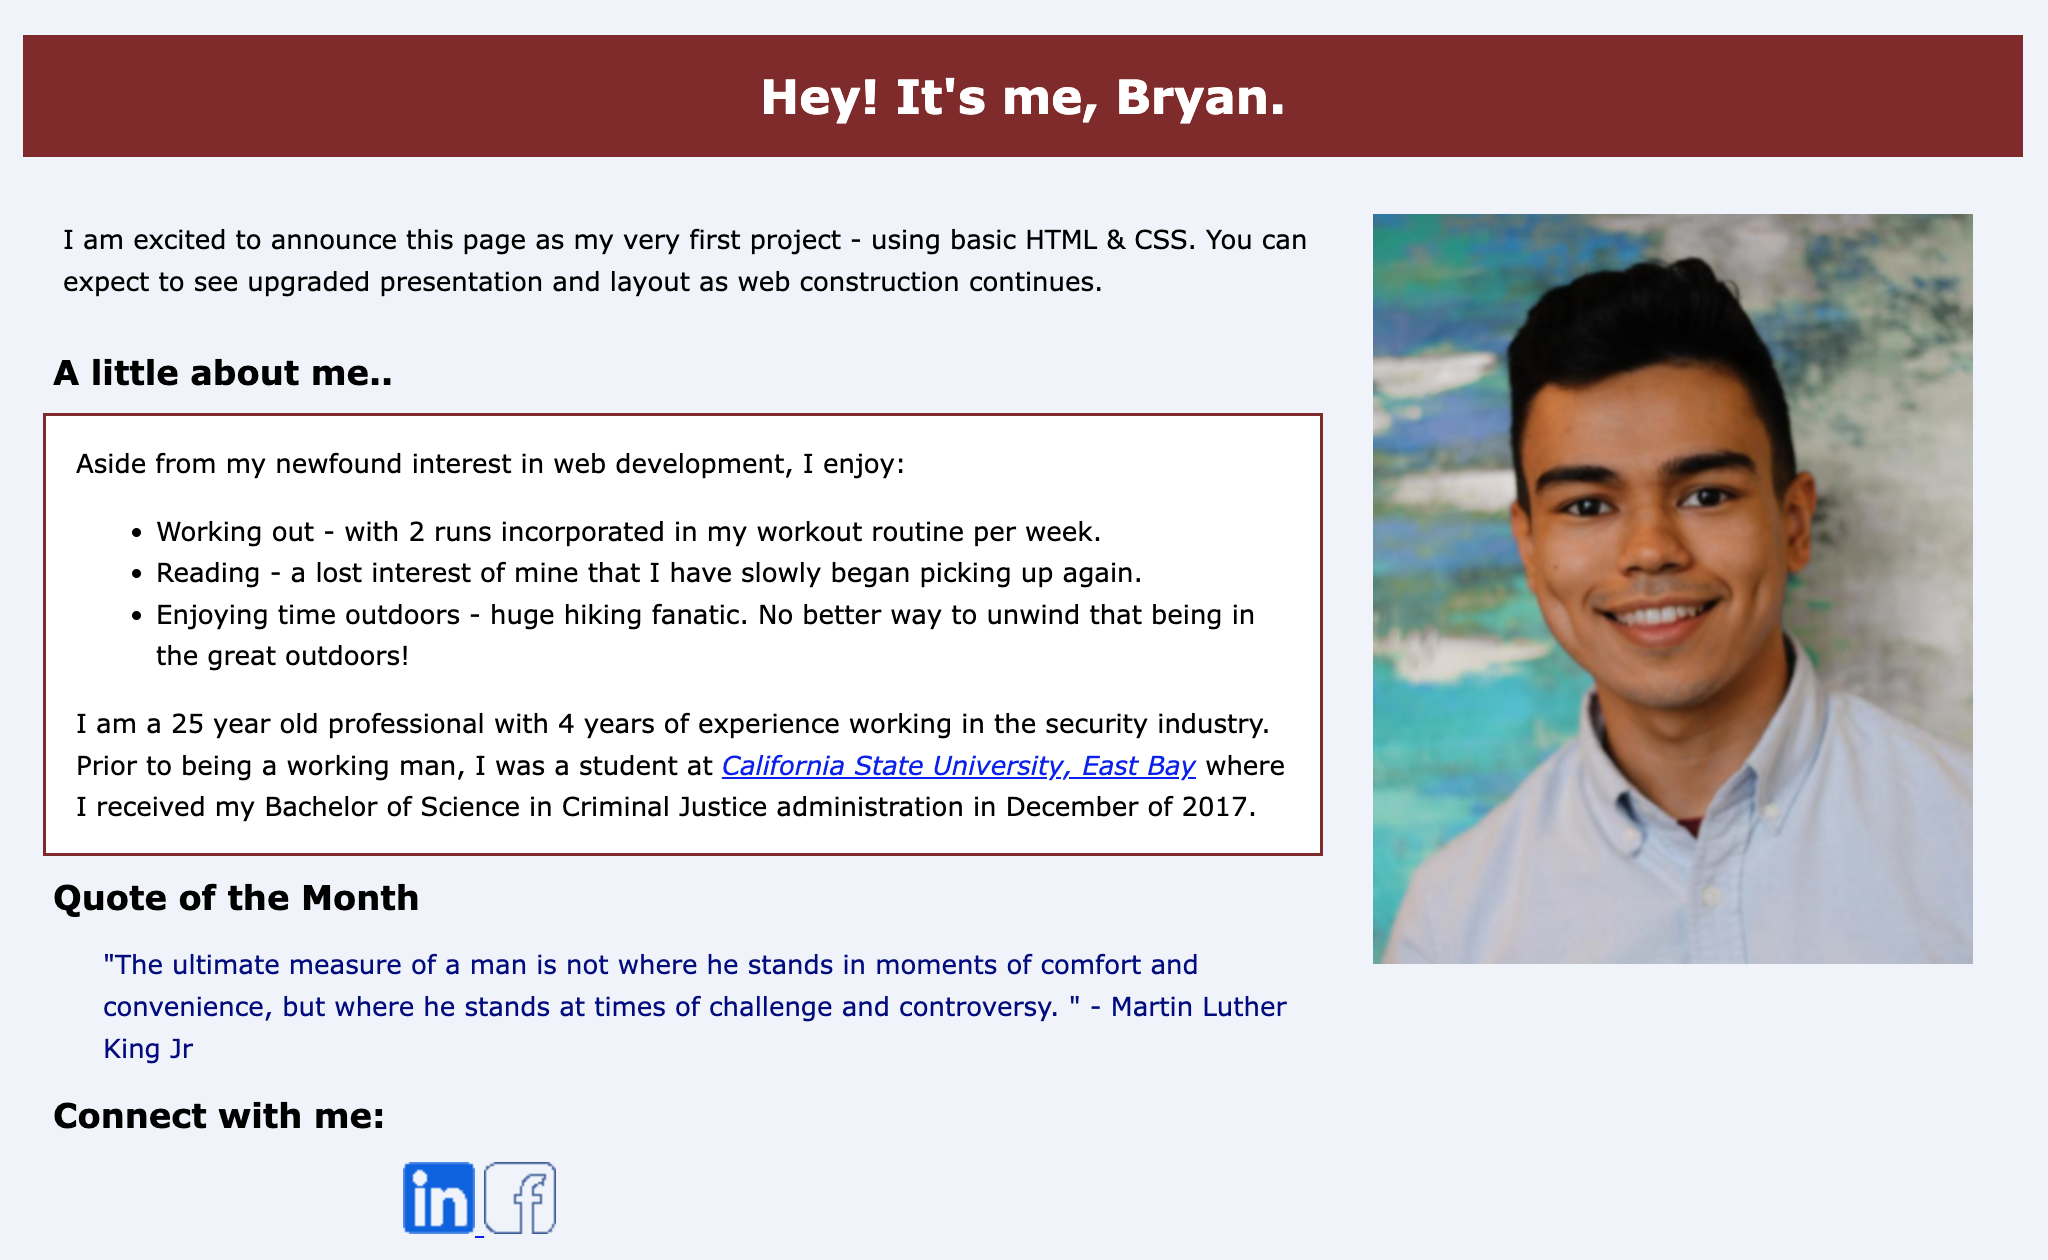 Hey! It's me, Bryan.
I am excited to announce this page as my very first project - using basic HTML & CSS. You can
expect to see upgraded presentation and layout as web construction continues.
A little about me..
Aside from my newfound interest in web development, I enjoy:
• Working out - with 2 runs incorporated in my workout routine per week.
• Reading - a lost interest of mine that I have slowly began picking up again.
• Enjoying time outdoors - huge hiking fanatic. No better way to unwind that being in
the great outdoors!
I am a 25 year old professional with 4 years of experience working in the security industry.
Prior to being a working man, I was a student at California State University, East Bay where
I received my Bachelor of Science in Criminal Justice administration in December of 2017.
Quote of the Month
"The ultimate measure of a man is not where he stands in moments of comfort and
convenience, but where he stands at times of challenge and controversy. " - Martin Luther
King Jr
Connect with me:
in f